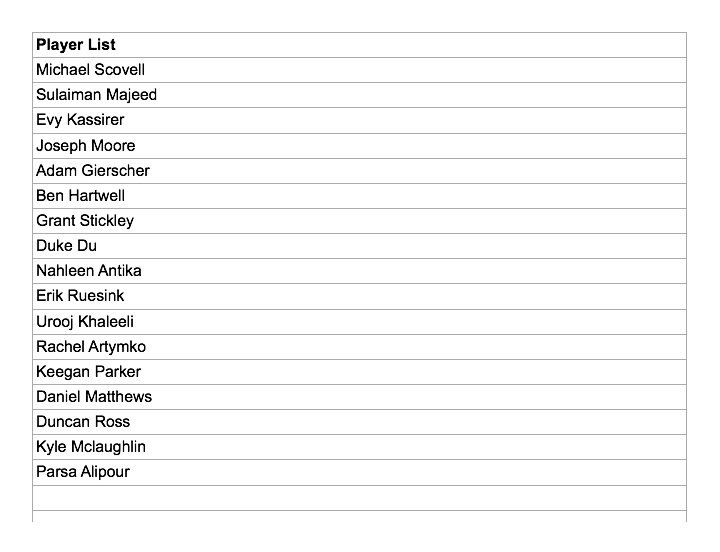 Player List
Michael Scovell
Sulaiman Majeed
Evy Kassirer
Joseph Moore
Adam Gierscher
Ben Hartwell
Grant Stickley
Duke Du
Nahleen Antika
Erik Ruesink
Urooj Khaleeli
Rachel Artymko
Keegan Parker
Daniel Matthews
Duncan Ross
Kyle Mclaughlin
Parsa Alipour